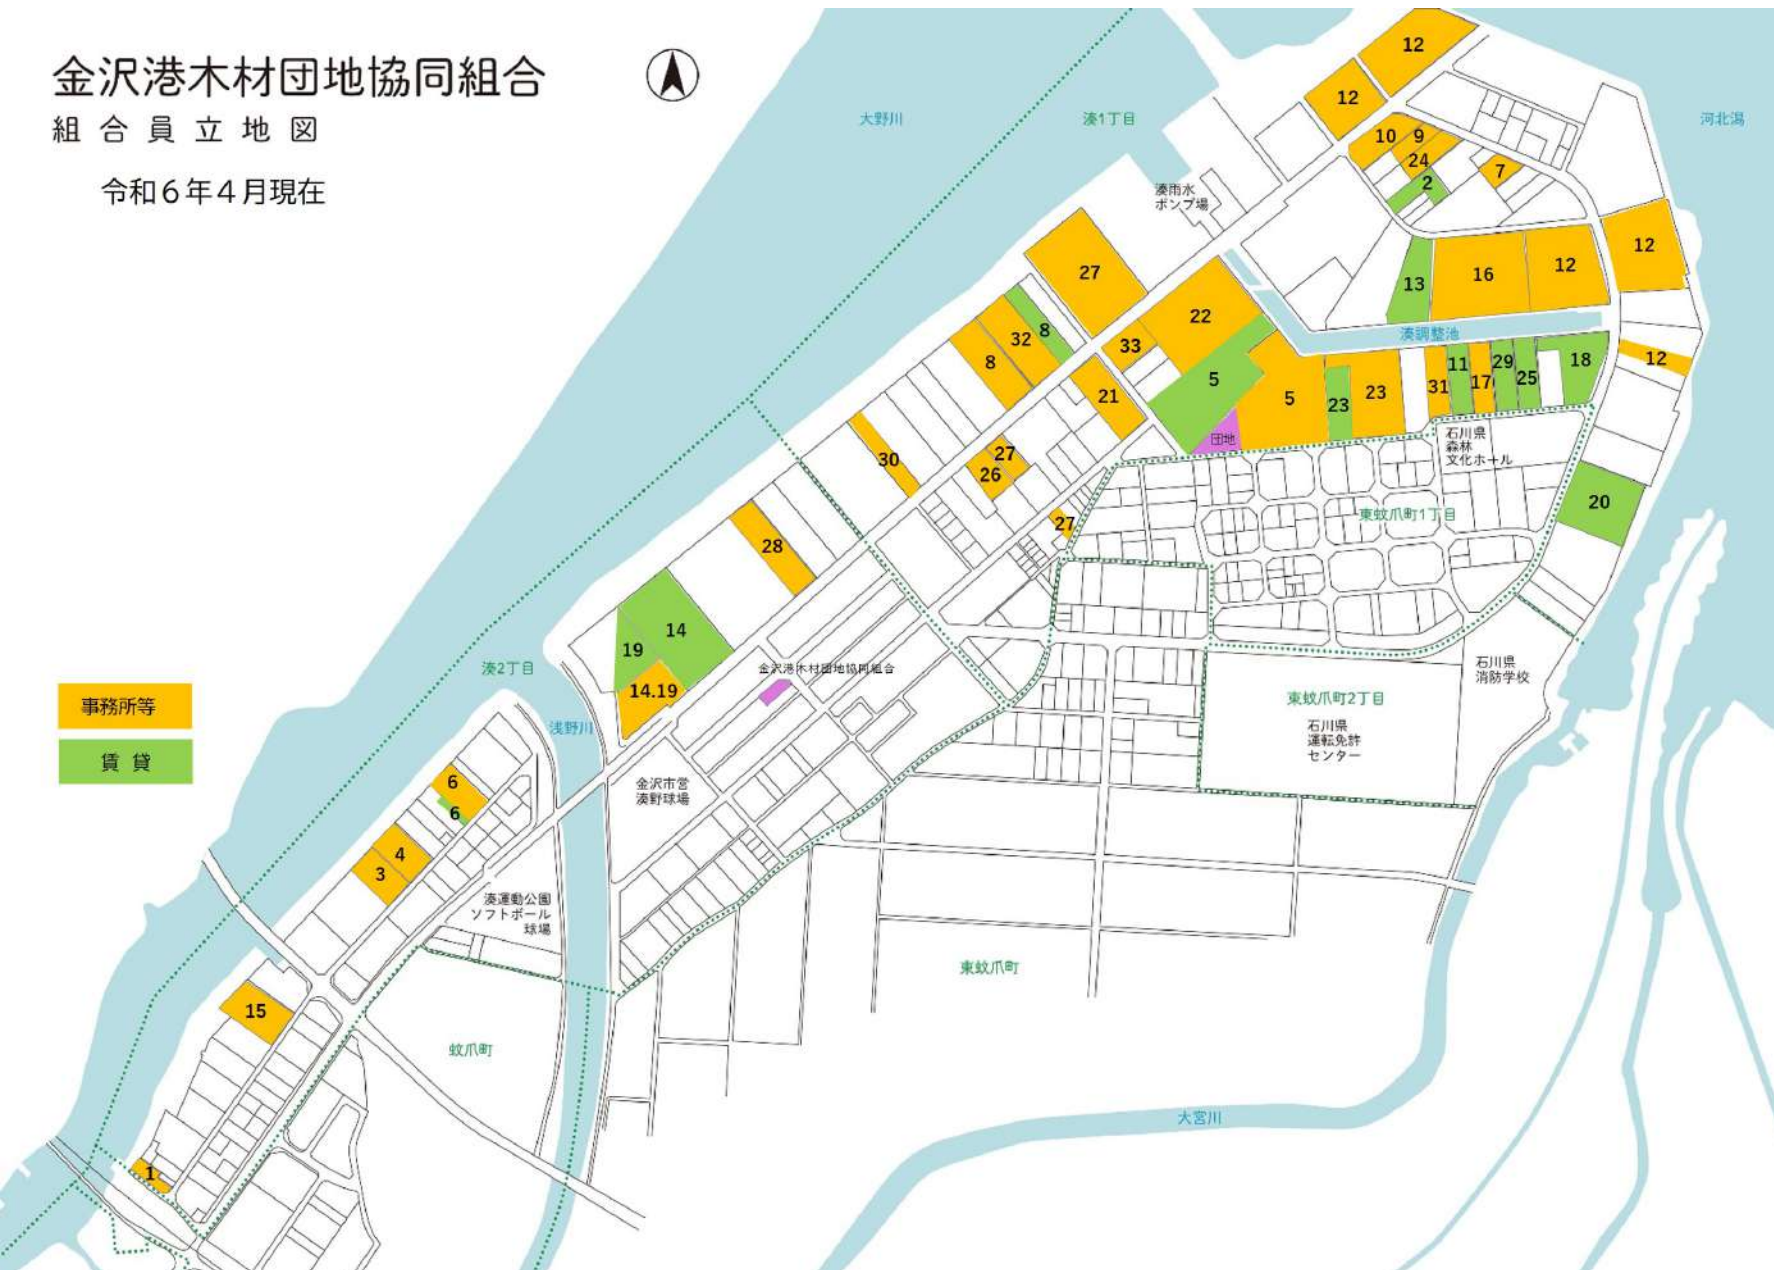 金沢港木材団地協同組合
組合員立地図
令和6年4月現在
大野川
湊1丁目
河北潟
12
12
10
9
24
7
2
湊雨水
ポンプ場
12
27
13
16
12
22
湊調整池
8
32
8
33
12
5
21
5
23
23
31
11
17
29
25
18
団地
石川県
森林
文化ホール
30
27
26
20
27
東蚊爪町1丁目
28
14
19
湊2丁目
14.19
金沢港木材団地協同組合
石川県
消防学校
東蚊爪町2丁目
石川県
運転免許
センター
事務所等
賃貸
浅野川
金沢市営
湊野球場
6
6
4
3
湊運動公園
ソフトボール
球場
東蚊爪町
15
蚊爪町
大宮川
1